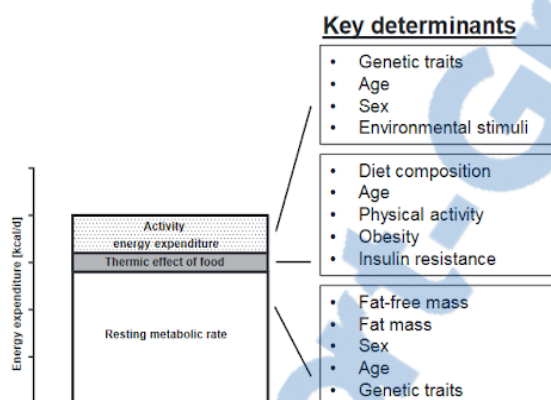 Key determinants
• Genetic traits
• Age
• Sex
• Environmental stimuli
• Diet composition
• Age
• Physical activity
• Obesity
• Insulin resistance
• Fat-free mass
• Fat mass
• Sex
• Age
• Genetic traits
Energy expenditure [kcal/d]
Activity
energy expenditure
Thermic effect of food
Resting metabolic rate